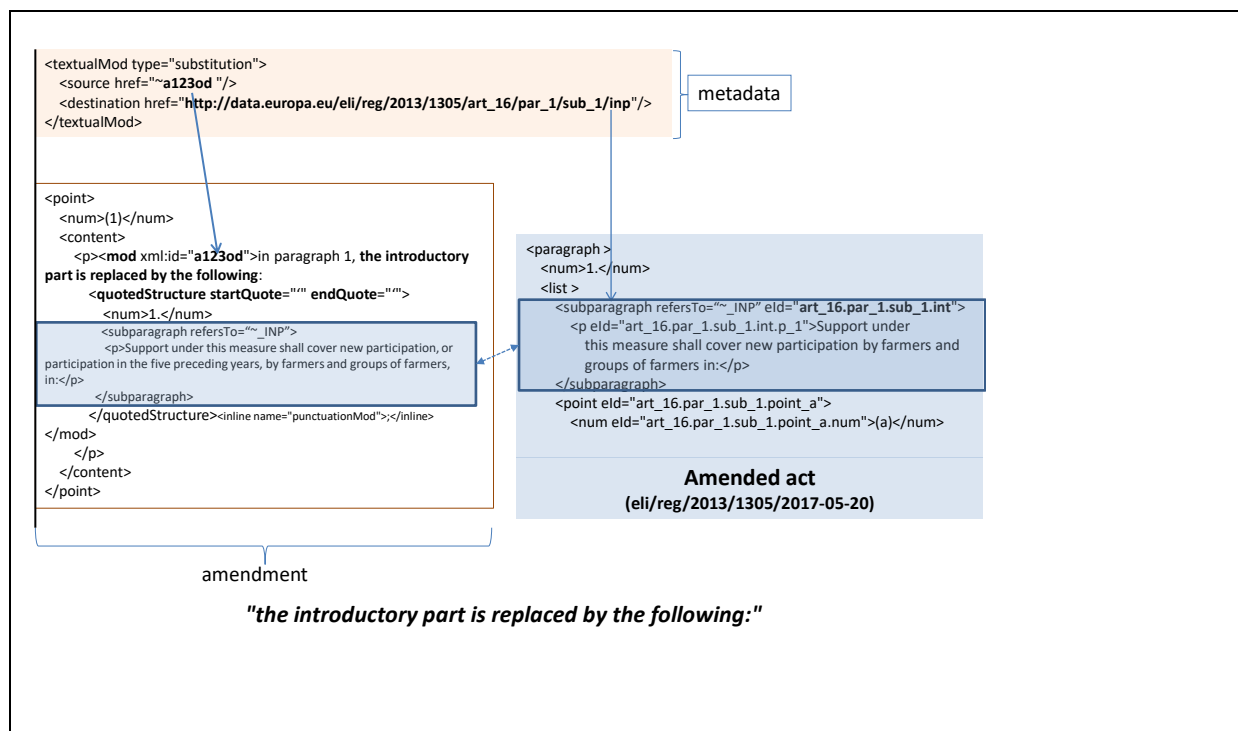 <textualMod type="substitution">
<source href="~a123od "/>
<destination href="http://data.europa.eu/eli/reg/2013/1305/art_16/par_1/sub_1/inp"/>
</textualMod>
metadata
<point>
<num>(1)</num>
<content>
<p><mod xml:id="a123od">in paragraph 1, the introductory
part is replaced by the following:
<quotedStructure startQuote="‘" endQuote="‘">
<num>1.</num>
<subparagraph refersTo="~_INP">
<p>Support under this measure shall cover new participation, or
participation in the five preceding years, by farmers and groups of farmers,
in:</p>
</subparagraph>
</quotedStructure><inline name="punctuationMod">;</inline>
</mod>
</p>
</content>
</point>
<paragraph >
<num>1.</num>
<list >
<subparagraph refersTo=“~_INP” eId="art_16.par_1.sub_1.int">
<p eId="art_16.par_1.sub_1.int.p_1">Support under
this measure shall cover new participation by farmers and
groups of farmers in:</p>
</subparagraph>
<point eId="art_16.par_1.sub_1.point_a">
<num eId="art_16.par_1.sub_1.point_a.num">(a)</num>
Amended act
(eli/reg/2013/1305/2017-05-20)
amendment
"the introductory part is replaced by the following:"